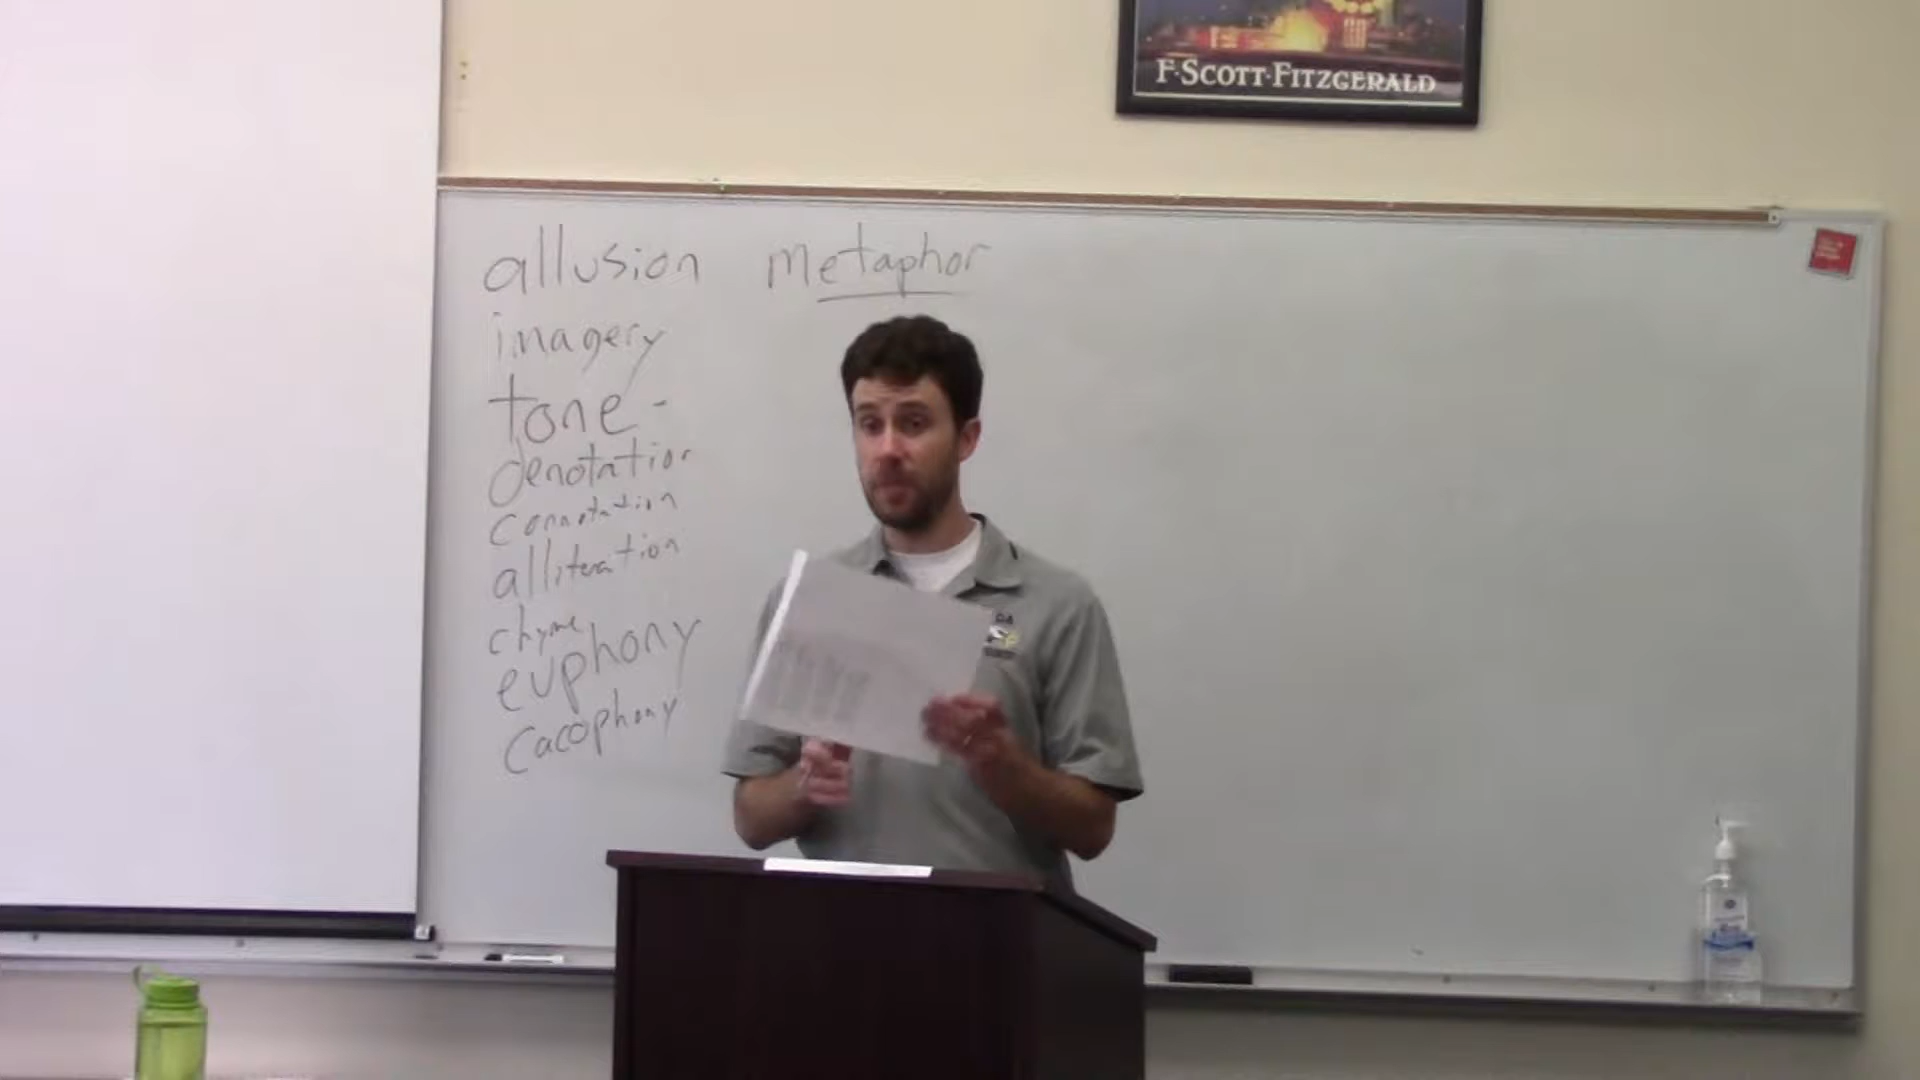 F·SCOTT·FITZGERALD
allusion metaphor
imagery
tone -
denotation
connotation
alliteration
rhyme
euphony
cacophony